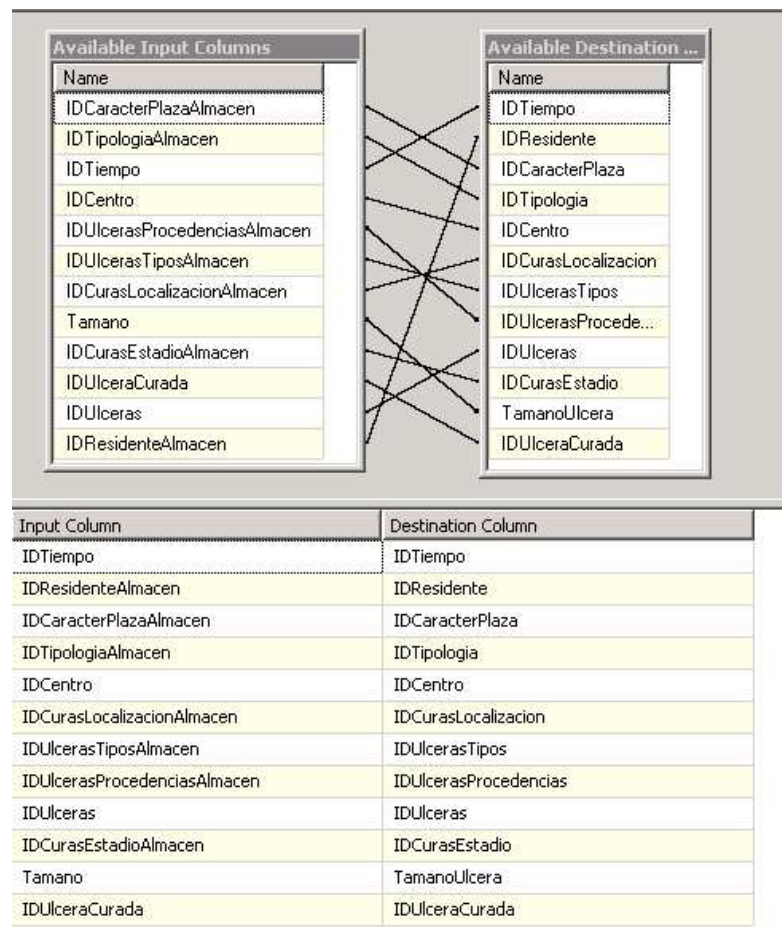 Available Input Columns
Name
IDCaracterPlazaAlmacen
IDTipologiaAlmacen
IDTiempo
IDCentro
IDUlcerasProcedenciasAlmacen
IDUlcerasTiposAlmacen
IDCurasLocalizacionAlmacen
Tamano
IDCurasEstadioAlmacen
IDUlceraCurada
IDUlceras
IDResidenteAlmacen
Available Destination ...
Name
IDTiempo
IDResidente
IDCaracterPlaza
IDTipologia
IDCentro
IDCurasLocalizacion
IDUlcerasTipos
IDUlcerasProcede...
IDUlceras
IDCurasEstadio
TamanoUlcera
IDUlceraCurada
Input Column Destination Column
IDTiempo IDTiempo
IDResidenteAlmacen IDResidente
IDCaracterPlazaAlmacen IDCaracterPlaza
IDTipologiaAlmacen IDTipologia
IDCentro IDCentro
IDCurasLocalizacionAlmacen IDCurasLocalizacion
IDUlcerasTiposAlmacen IDUlcerasTipos
IDUlcerasProcedenciasAlmacen IDUlcerasProcedencias
IDUlceras IDUlceras
IDCurasEstadioAlmacen IDCurasEstadio
Tamano TamanoUlcera
IDUlceraCurada IDUlceraCurada